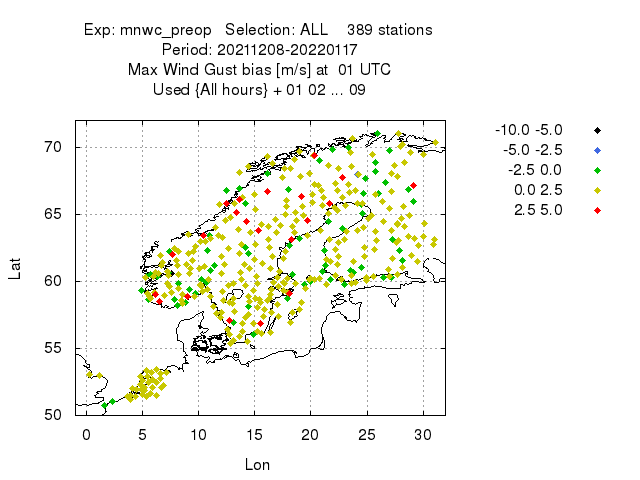 Exp: mnwc_preop   Selection: ALL    389 stations
Period: 20211208-20220117
Max Wind Gust bias [m/s] at  01 UTC
Used {All hours} + 01 02 ... 09
-10.0 -5.0
-5.0 -2.5
-2.5 0.0
0.0 2.5
2.5 5.0
70
65
60
55
50
Lat
0 5 10 15 20 25 30
Lon